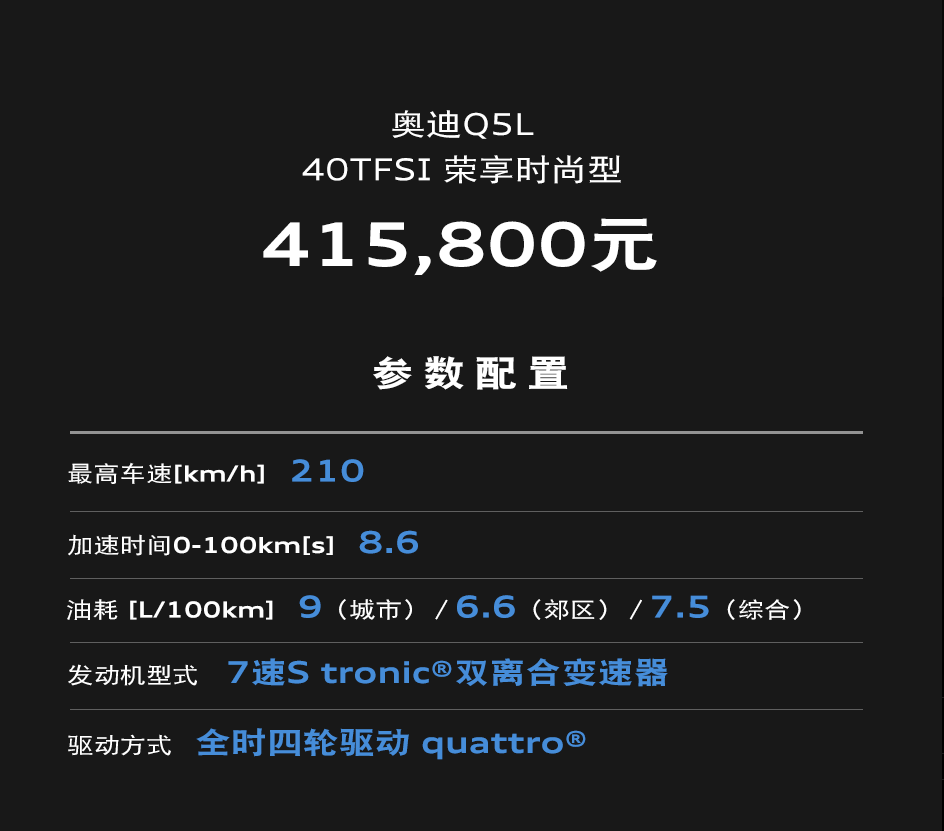 奥迪Q5L
40TFSI 荣享时尚型
415,800元
参数配置
最高车速[km/h] 210
加速时间0-100km[s] 8.6
油耗 [L/100km] 9（城市）/ 6.6（郊区）/ 7.5（综合）
发动机型式 7速S tronic®双离合变速器
驱动方式 全时四轮驱动 quattro®